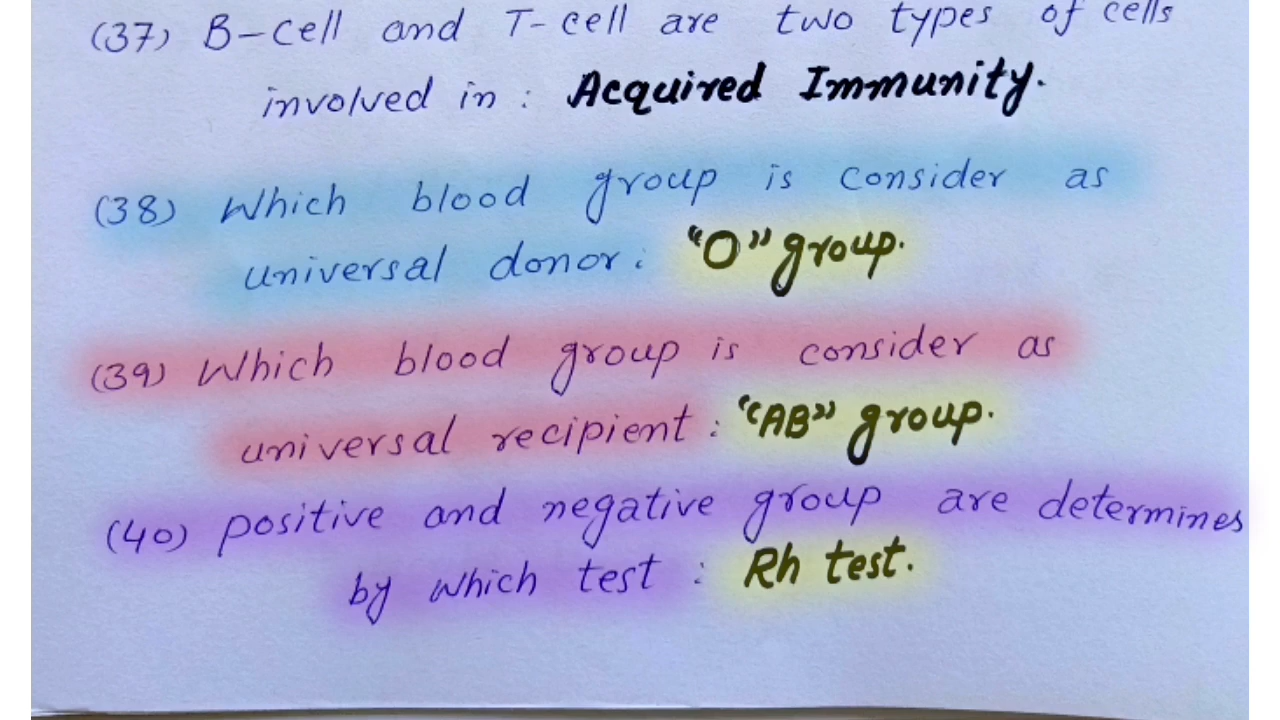 (37) B-cell and T-cell are two types of cells
involved in : Acquired Immunity.
(38) Which blood group is consider as
universal donor : "O" group.
(39) Which blood group is consider as
universal recipient : "AB" group.
(40) positive and negative group are determines
by which test : Rh test.